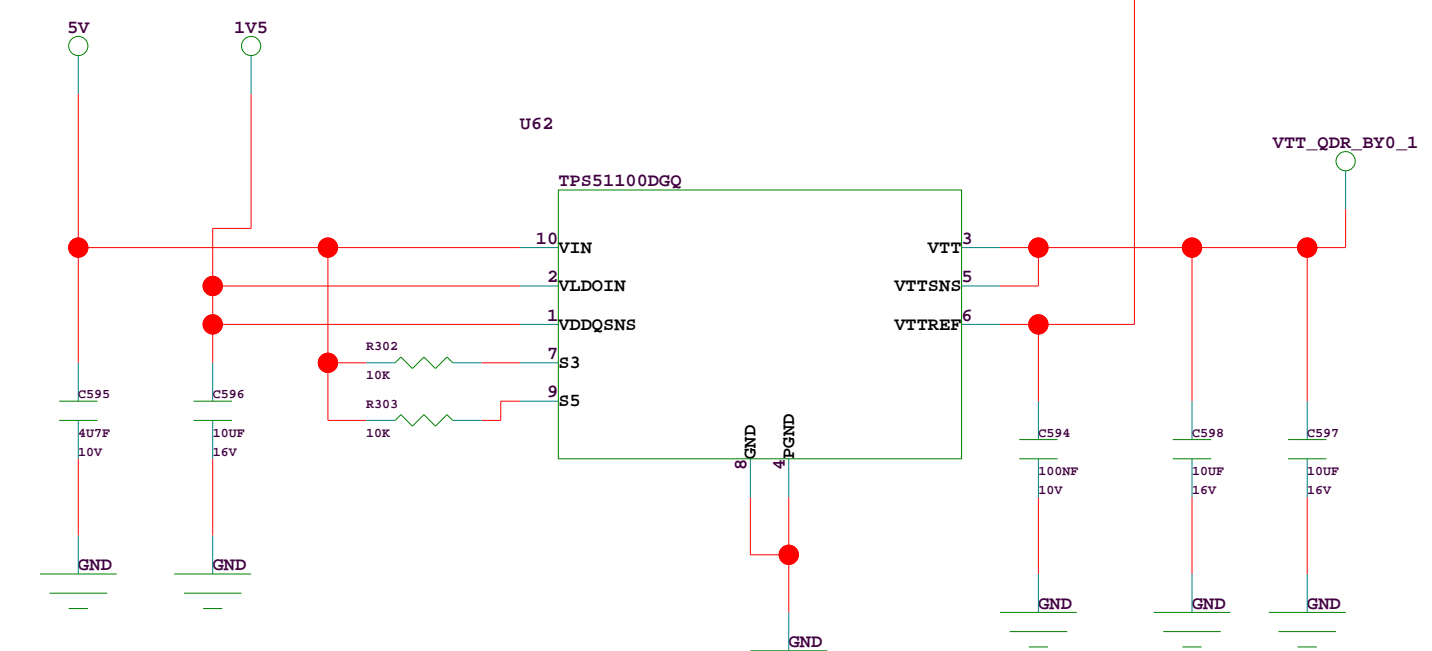 5V
1V5
U62
VTT_QDR_BY0_1
TPS51100DGQ
10 VIN
VTT 3
2 VLDOIN
VTTSNS 5
1 VDDQSNS
VTTREF 6
R302
7 S3
10K
9 S5
R303
10K
C595
4U7F
10V
C596
10UF
16V
8 GND
4 PGND
C594
100NF
10V
C598
10UF
16V
C597
10UF
16V
GND
GND
GND
GND
GND
GND